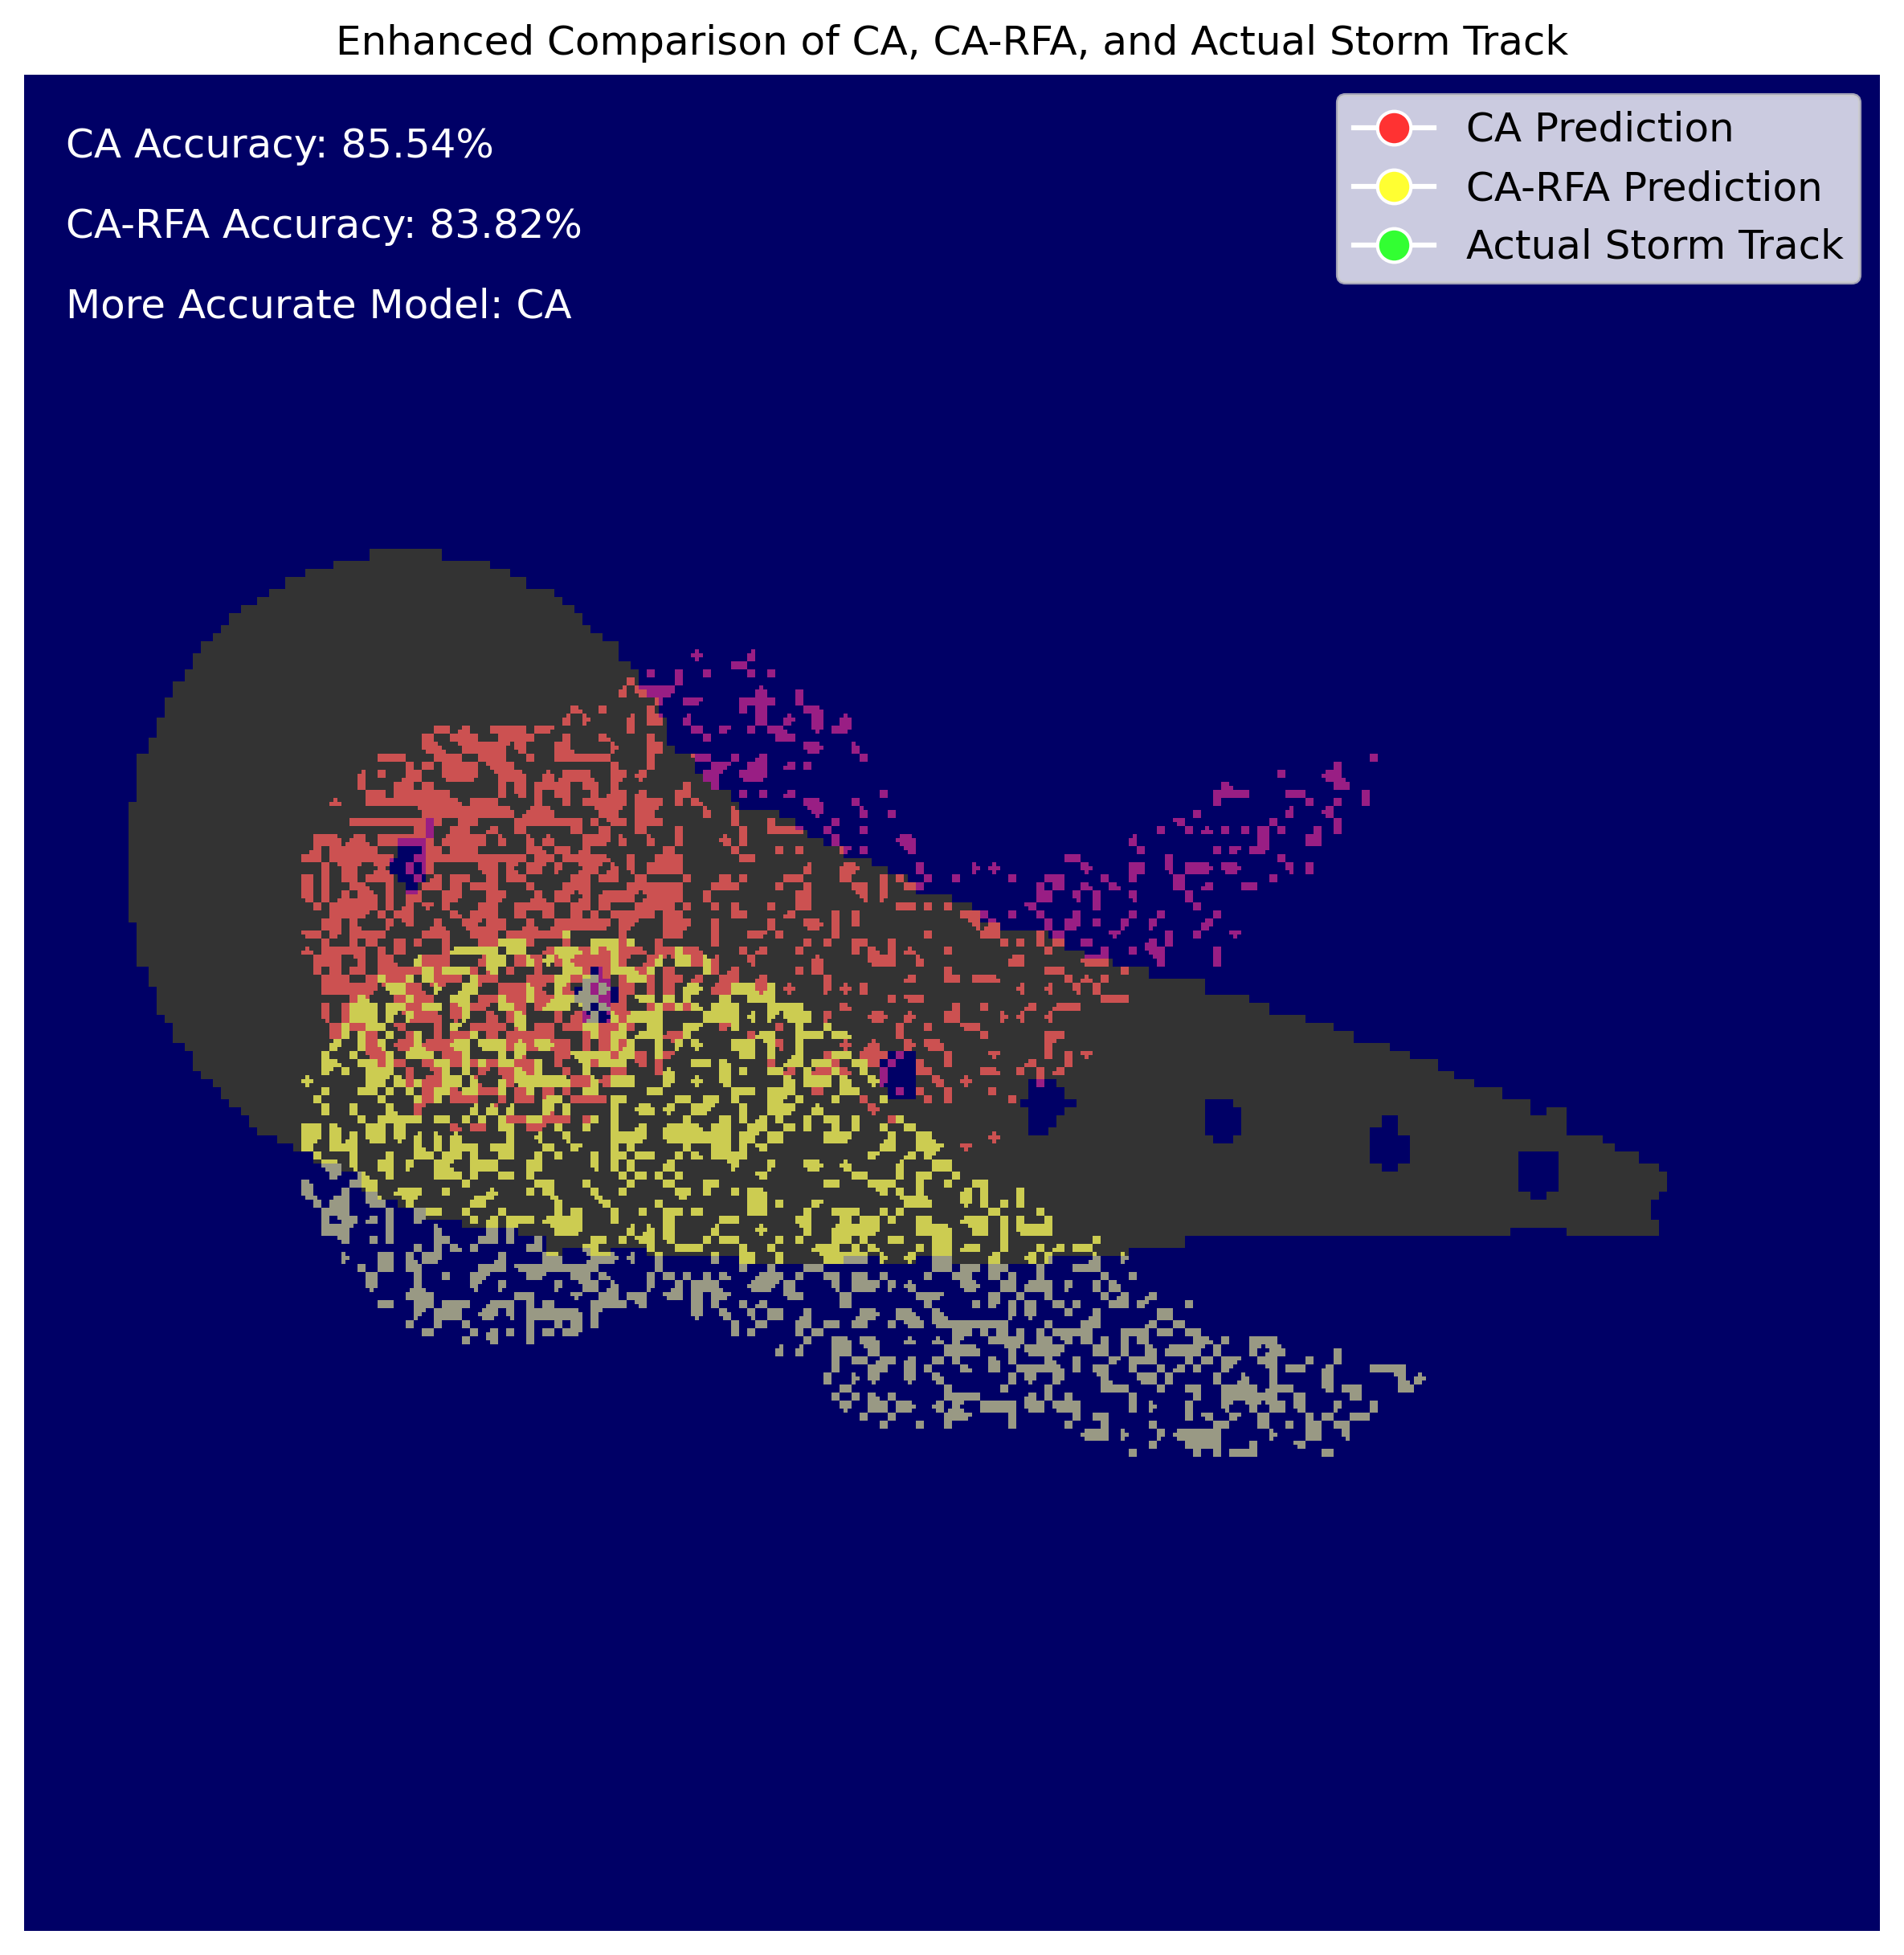 Enhanced Comparison of CA, CA-RFA, and Actual Storm Track
CA Accuracy: 85.54%
CA-RFA Accuracy: 83.82%
More Accurate Model: CA
CA Prediction
CA-RFA Prediction
Actual Storm Track